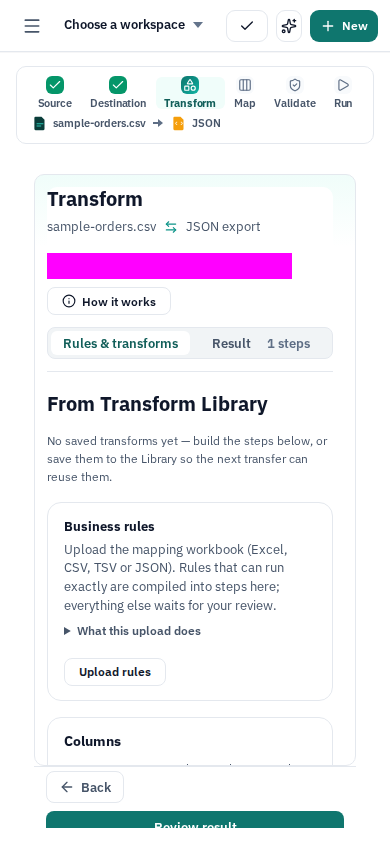 Choose a workspace
New
Source
Destination
Transform
Map
Validate
Run
sample-orders.csv → JSON
Transform
sample-orders.csv ⇆ JSON export
How it works
Rules & transforms
Result 1 steps
From Transform Library
No saved transforms yet — build the steps below, or
save them to the Library so the next transfer can
reuse them.
Business rules
Upload the mapping workbook (Excel,
CSV, TSV or JSON). Rules that can run
exactly are compiled into steps here;
everything else waits for your review.
What this upload does
Upload rules
Columns
Back
Review result